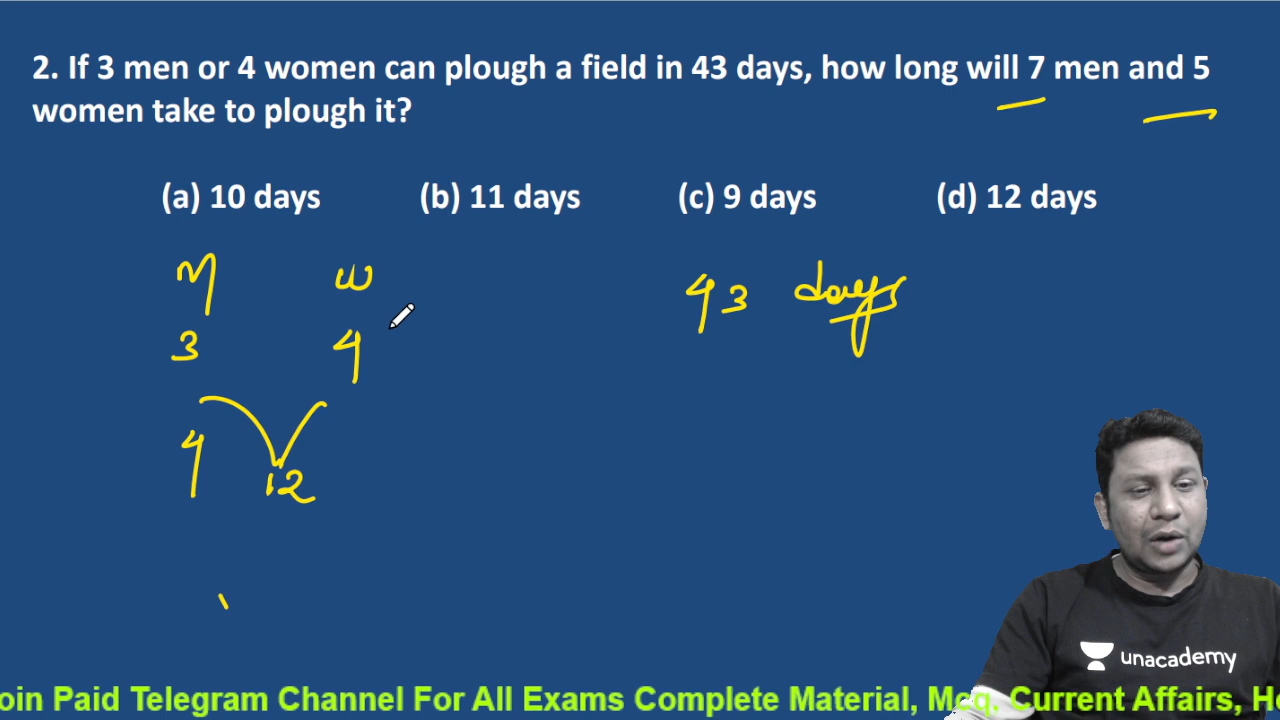 2. If 3 men or 4 women can plough a field in 43 days, how long will 7 men and 5
women take to plough it?
(a) 10 days (b) 11 days (c) 9 days (d) 12 days
M W 43 days
3 4
4 12
unacademy
oin Paid Telegram Channel For All Exams Complete Material, Mcq. Current Affairs, H